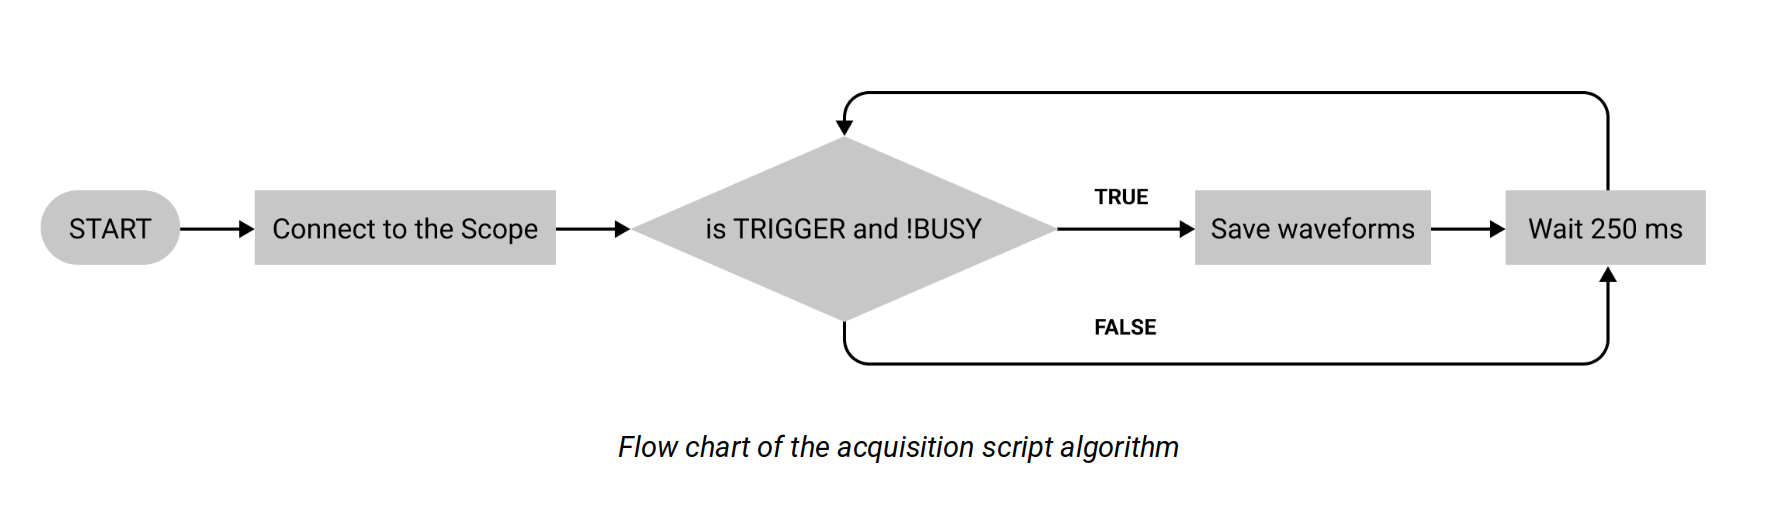 START
Connect to the Scope
is TRIGGER and !BUSY
TRUE
Save waveforms
Wait 250 ms
FALSE
Flow chart of the acquisition script algorithm